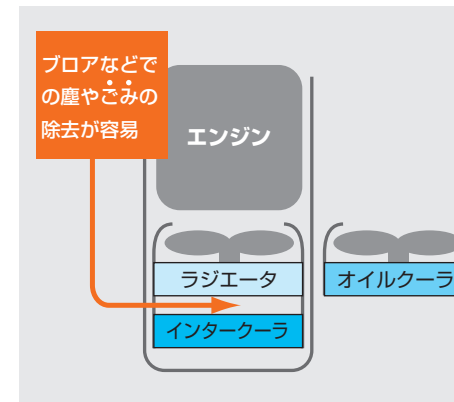 ブロアなどで
の塵やごみの
除去が容易
エンジン
ラジエータ
オイルクーラ
インタークーラ